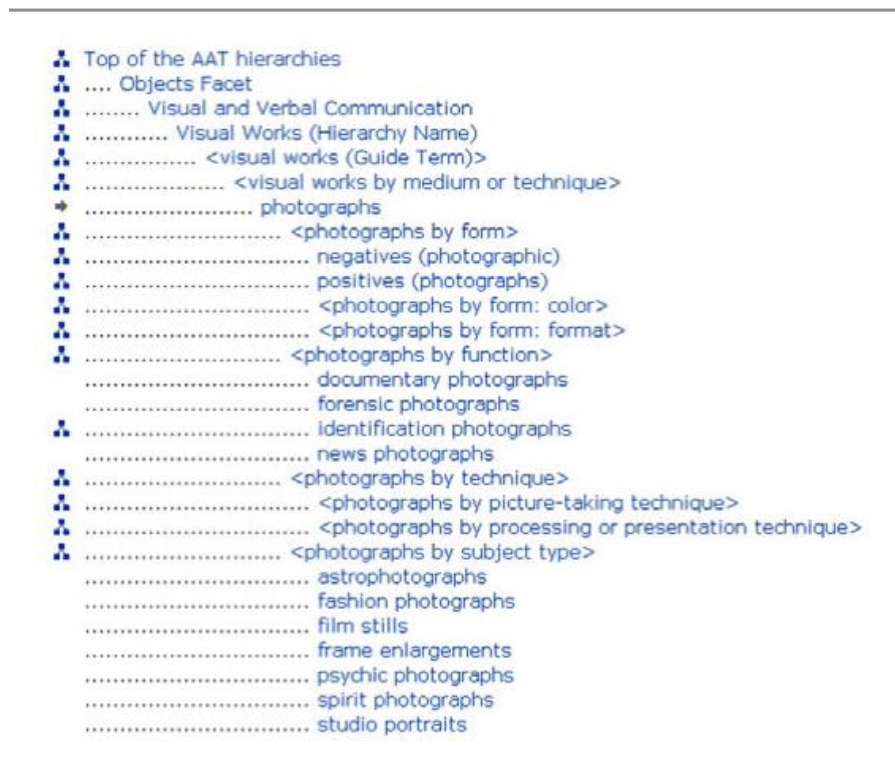 Top of the AAT hierarchies
.... Objects Facet
........ Visual and Verbal Communication
............ Visual Works (Hierarchy Name)
................ <visual works (Guide Term)>
.................... <visual works by medium or technique>
........................ photographs
............................ <photographs by form>
................................ negatives (photographic)
................................ positives (photographs)
................................ <photographs by form: color>
................................ <photographs by form: format>
............................ <photographs by function>
................................ documentary photographs
................................ forensic photographs
................................ identification photographs
................................ news photographs
............................ <photographs by technique>
................................ <photographs by picture-taking technique>
................................ <photographs by processing or presentation technique>
............................ <photographs by subject type>
................................ astrophotographs
................................ fashion photographs
................................ film stills
................................ frame enlargements
................................ psychic photographs
................................ spirit photographs
................................ studio portraits